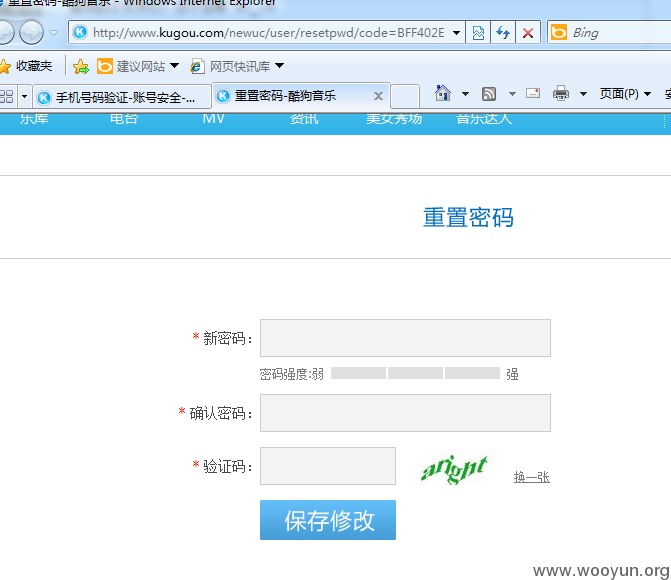 重置密码-酷狗音乐 - Windows Internet Explorer
http://www.kugou.com/newuc/user/resetpwd/code=BFF402E
Bing
收藏夹
建议网站
网页快讯库
手机号码验证-账号安全-...
重置密码-酷狗音乐
页面(P)
乐库 电台 MV 资讯 美女秀场 音乐达人
重置密码
* 新密码：
密码强度:弱 强
* 确认密码：
* 验证码： aright 换一张
保存修改
www.wooyun.org